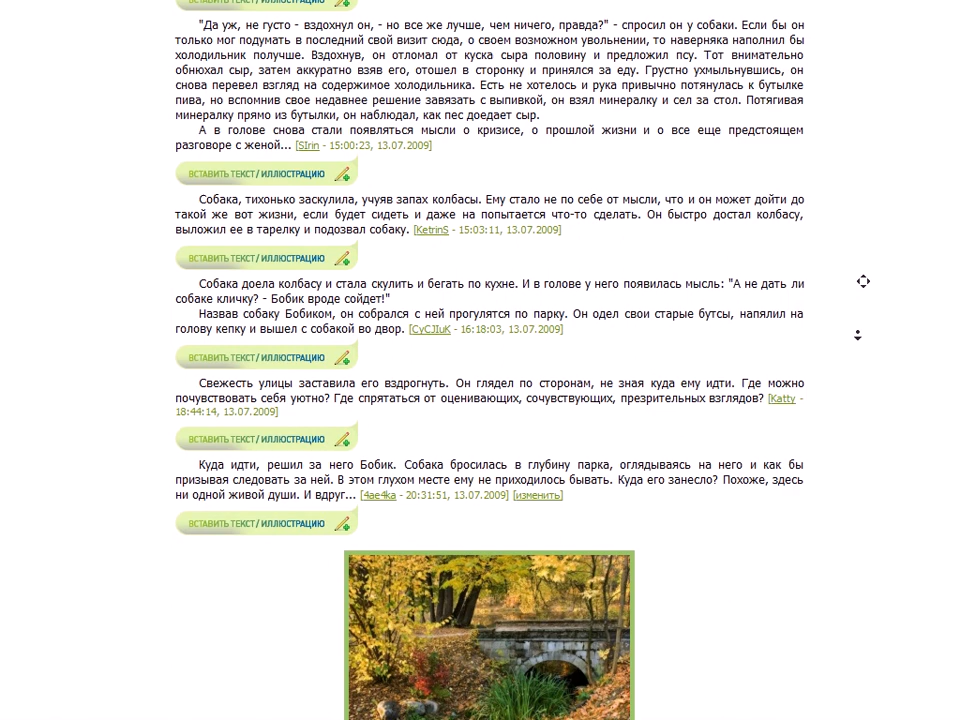 "Да уж, не густо - вздохнул он, - но все же лучше, чем ничего, правда?" - спросил он у собаки. Если бы он
только мог подумать в последний свой визит сюда, о своем возможном увольнении, то наверняка наполнил бы
холодильник получше. Вздохнув, он отломал от куска сыра половину и предложил псу. Тот внимательно
обнюхал сыр, затем аккуратно взяв его, отошел в сторонку и принялся за еду. Грустно ухмыльнувшись, он
снова перевел взгляд на содержимое холодильника. Есть не хотелось и рука привычно потянулась к бутылке
пива, но вспомнив свое недавнее решение завязать с выпивкой, он взял минералку и сел за стол. Потягивая
минералку прямо из бутылки, он наблюдал, как пес доедает сыр.
А в голове снова стали появляться мысли о кризисе, о прошлой жизни и о все еще предстоящем
разговоре с женой... [SIrin - 15:00:23, 13.07.2009]
ВСТАВИТЬ ТЕКСТ / ИЛЛЮСТРАЦИЮ
Собака, тихонько заскулила, учуяв запах колбасы. Ему стало не по себе от мысли, что и он может дойти до
такой же вот жизни, если будет сидеть и даже на попытается что-то сделать. Он быстро достал колбасу,
выложил ее в тарелку и подозвал собаку. [KetrinS - 15:03:11, 13.07.2009]
ВСТАВИТЬ ТЕКСТ / ИЛЛЮСТРАЦИЮ
Собака доела колбасу и стала скулить и бегать по кухне. И в голове у него появилась мысль: "А не дать ли
собаке кличку? - Бобик вроде сойдет!"
Назвав собаку Бобиком, он собрался с ней прогулятся по парку. Он одел свои старые бутсы, напялил на
голову кепку и вышел с собакой во двор. [CyCJIuK - 16:18:03, 13.07.2009]
ВСТАВИТЬ ТЕКСТ / ИЛЛЮСТРАЦИЮ
Свежесть улицы заставила его вздрогнуть. Он глядел по сторонам, не зная куда ему идти. Где можно
почувствовать себя уютно? Где спрятаться от оценивающих, сочувствующих, презрительных взглядов? [Katty -
18:44:14, 13.07.2009]
ВСТАВИТЬ ТЕКСТ / ИЛЛЮСТРАЦИЮ
Куда идти, решил за него Бобик. Собака бросилась в глубину парка, оглядываясь на него и как бы
призывая следовать за ней. В этом глухом месте ему не приходилось бывать. Куда его занесло? Похоже, здесь
ни одной живой души. И вдруг... [4ae4ka - 20:31:51, 13.07.2009] [изменить]
ВСТАВИТЬ ТЕКСТ / ИЛЛЮСТРАЦИЮ